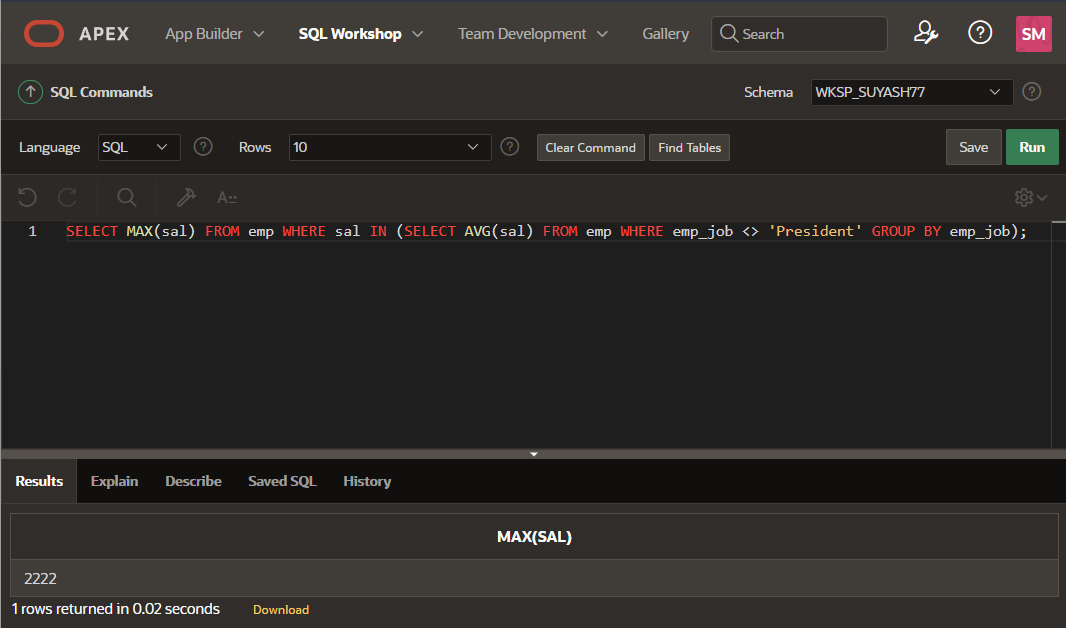 APEX App Builder SQL Workshop Team Development Gallery Search SM
SQL Commands Schema WKSP_SUYASH77
Language SQL Rows 10 Clear Command Find Tables Save Run
1 SELECT MAX(sal) FROM emp WHERE sal IN (SELECT AVG(sal) FROM emp WHERE emp_job <> 'President' GROUP BY emp_job);
Results Explain Describe Saved SQL History
MAX(SAL)
2222
1 rows returned in 0.02 seconds Download